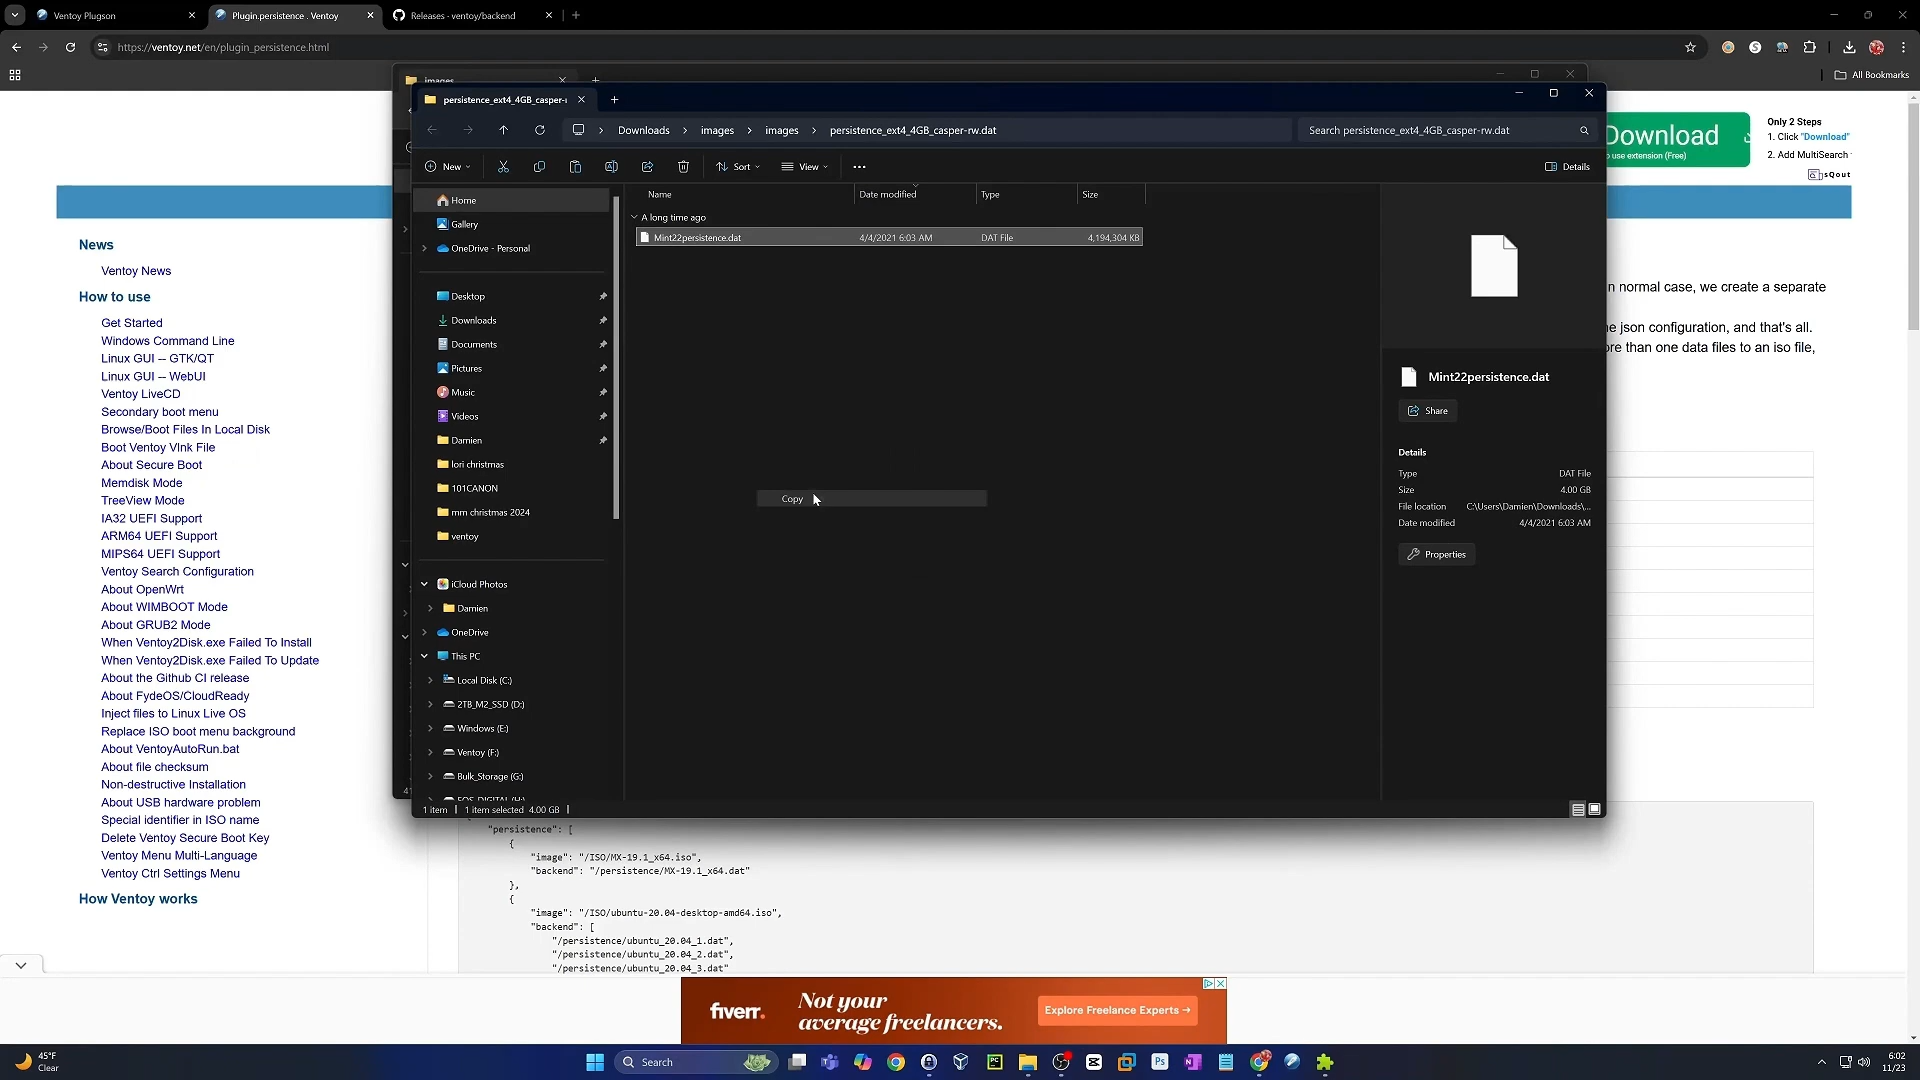 Ventoy Plugson
Plugin.persistence . Ventoy
Releases - ventoy/backend
https://ventoy.net/en/plugin_persistence.html
All Bookmarks
images
persistence_ext4_4GB_casper-r
Downloads
images
images
persistence_ext4_4GB_casper-rw.dat
Search persistence_ext4_4GB_casper-rw.dat
New
Sort
View
Details
Home
Gallery
OneDrive - Personal
Desktop
Downloads
Documents
Pictures
Music
Videos
Damien
lori christmas
101CANON
mm christmas 2024
ventoy
iCloud Photos
Damien
OneDrive
This PC
Local Disk (C:)
2TB_M2_SSD (D:)
Windows (E:)
Ventoy (F:)
Bulk_Storage (G:)
EOS_DIGITAL (H:)
Name
Date modified
Type
Size
A long time ago
Mint22persistence.dat
4/4/2021 6:03 AM
DAT File
4,194,304 KB
Copy
Mint22persistence.dat
Share
Details
Type
DAT File
Size
4.00 GB
File location
C:\Users\Damien\Downloads\...
Date modified
4/4/2021 6:03 AM
Properties
1 item
1 item selected 4.00 GB
News
Ventoy News
How to use
Get Started
Windows Command Line
Linux GUI -- GTK/QT
Linux GUI -- WebUI
Ventoy LiveCD
Secondary boot menu
Browse/Boot Files In Local Disk
Boot Ventoy Vlnk File
About Secure Boot
Memdisk Mode
TreeView Mode
IA32 UEFI Support
ARM64 UEFI Support
MIPS64 UEFI Support
Ventoy Search Configuration
About OpenWrt
About WIMBOOT Mode
About GRUB2 Mode
When Ventoy2Disk.exe Failed To Install
When Ventoy2Disk.exe Failed To Update
About the Github CI release
About FydeOS/CloudReady
Inject files to Linux Live OS
Replace ISO boot menu background
About VentoyAutoRun.bat
About file checksum
Non-destructive Installation
About USB hardware problem
Special identifier in ISO name
Delete Ventoy Secure Boot Key
Ventoy Menu Multi-Language
Ventoy Ctrl Settings Menu
How Ventoy works
Download
o use extension (Free)
Only 2 Steps
1. Click "Download"
2. Add MultiSearch
sQout
n normal case, we create a separate
e json configuration, and that's all.
ore than one data files to an iso file,
"persistence": [
{
"image": "/ISO/MX-19.1_x64.iso",
"backend": "/persistence/MX-19.1_x64.dat"
},
{
"image": "/ISO/ubuntu-20.04-desktop-amd64.iso",
"backend": [
"/persistence/ubuntu_20.04_1.dat",
"/persistence/ubuntu_20.04_2.dat",
"/persistence/ubuntu_20.04_3.dat"
fiverr.
Not your
average freelancers.
Explore Freelance Experts →
45°F
Clear
Search
6:02
11/23